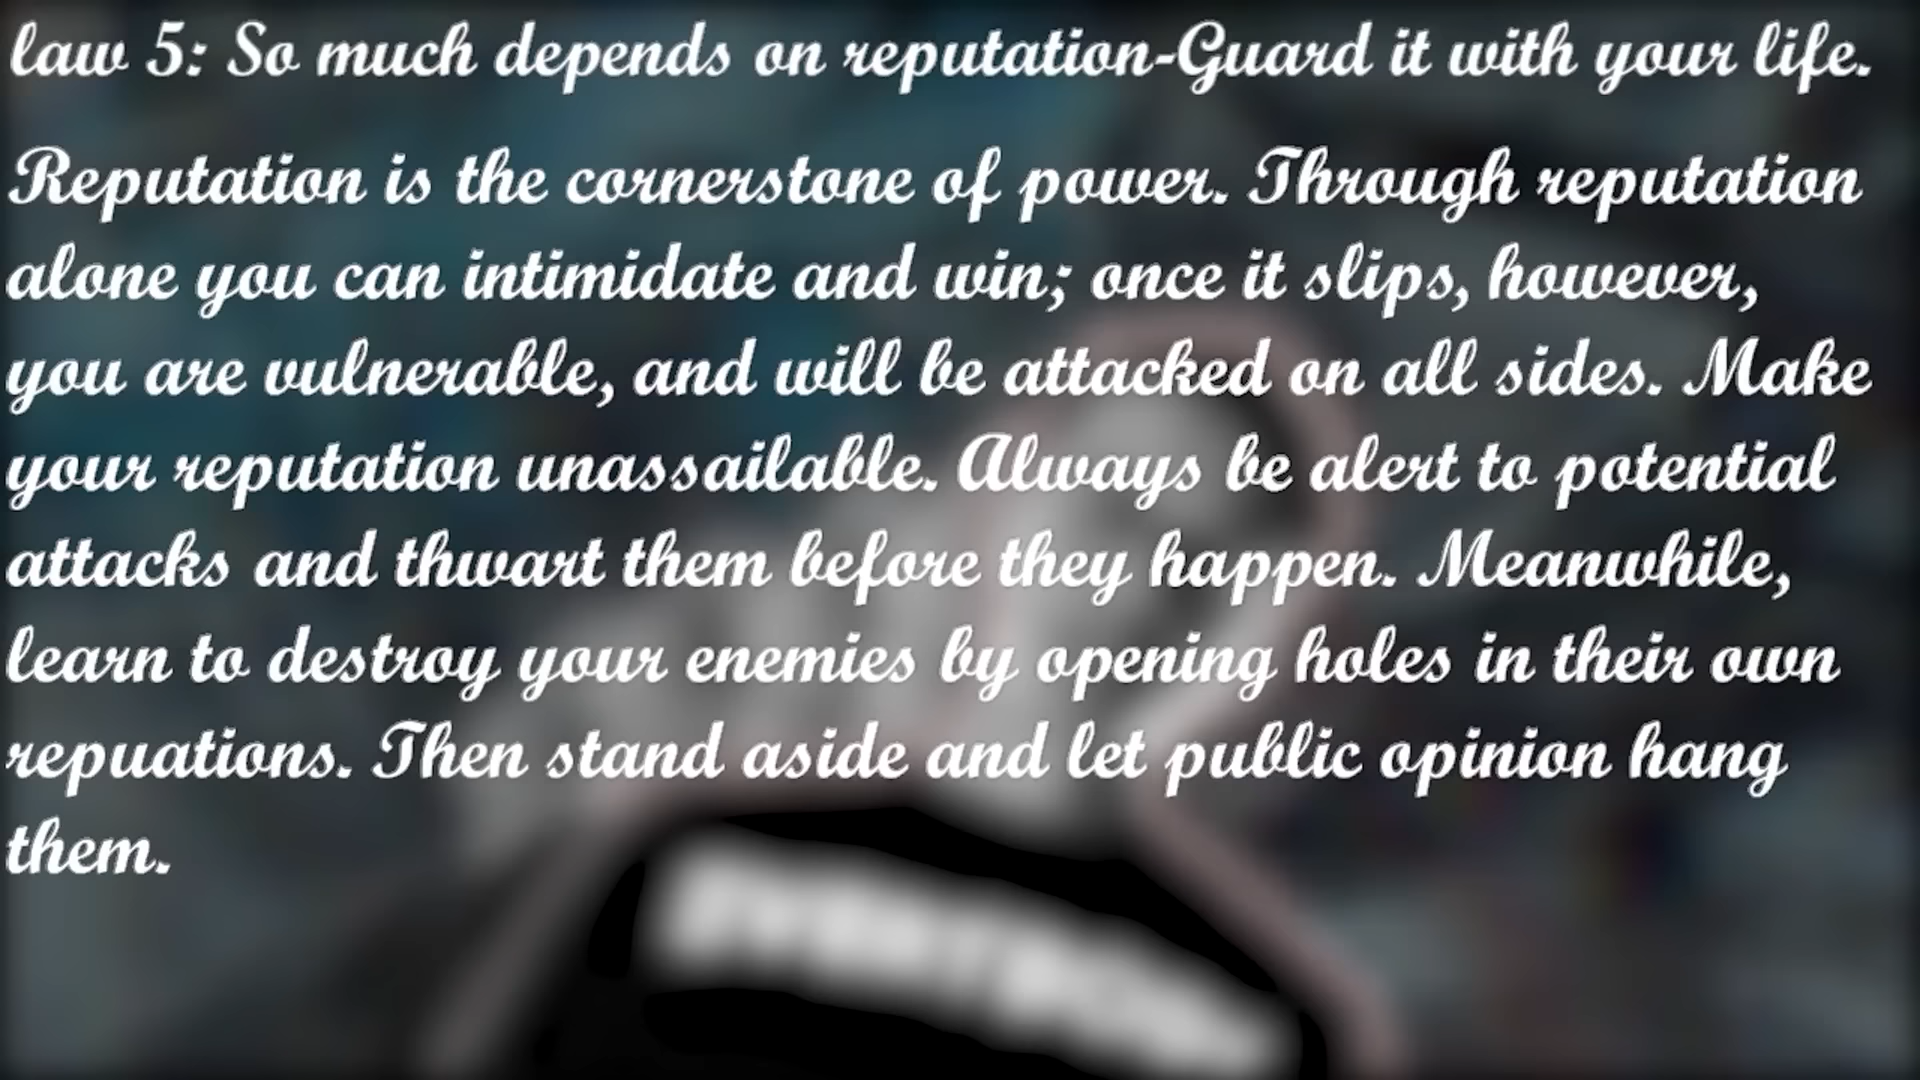 law 5: So much depends on reputation-Guard it with your life.
Reputation is the cornerstone of power. Through reputation
alone you can intimidate and win; once it slips, however,
you are vulnerable, and will be attacked on all sides. Make
your reputation unassailable. Always be alert to potential
attacks and thwart them before they happen. Meanwhile,
learn to destroy your enemies by opening holes in their own
repuations. Then stand aside and let public opinion hang
them.